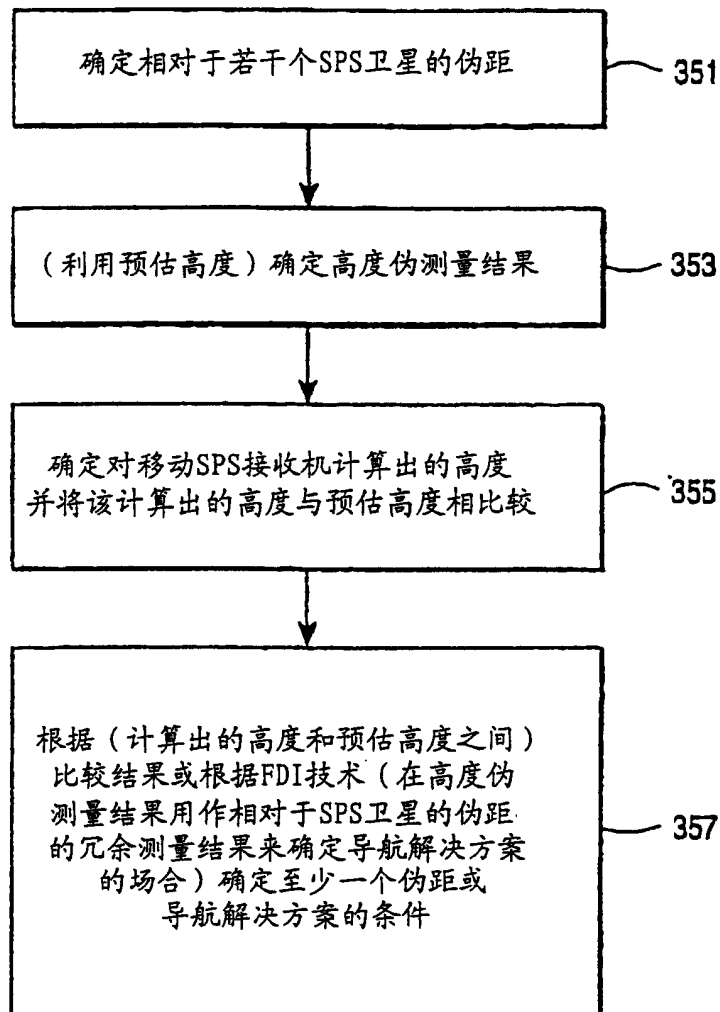 确定相对于若干个SPS卫星的伪距
351
(利用预估高度)确定高度伪测量结果
353
确定对移动SPS接收机计算出的高度
并将该计算出的高度与预估高度相比较
355
根据(计算出的高度和预估高度之间)
比较结果或根据FDI技术(在高度伪
测量结果用作相对于SPS卫星的伪距
的冗余测量结果来确定导航解决方案
的场合)确定至少一个伪距或
导航解决方案的条件
357